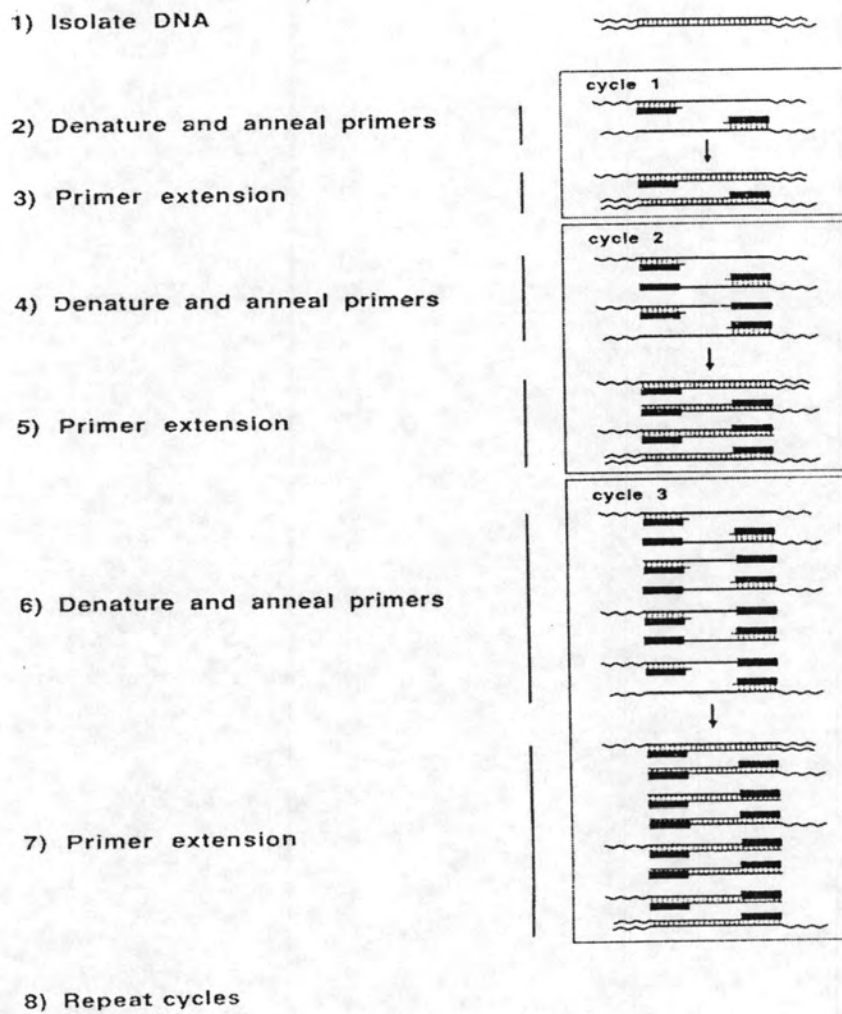 1) Isolate DNA
cycle 1
2) Denature and anneal primers
3) Primer extension
cycle 2
4) Denature and anneal primers
5) Primer extension
cycle 3
6) Denature and anneal primers
7) Primer extension
8) Repeat cycles